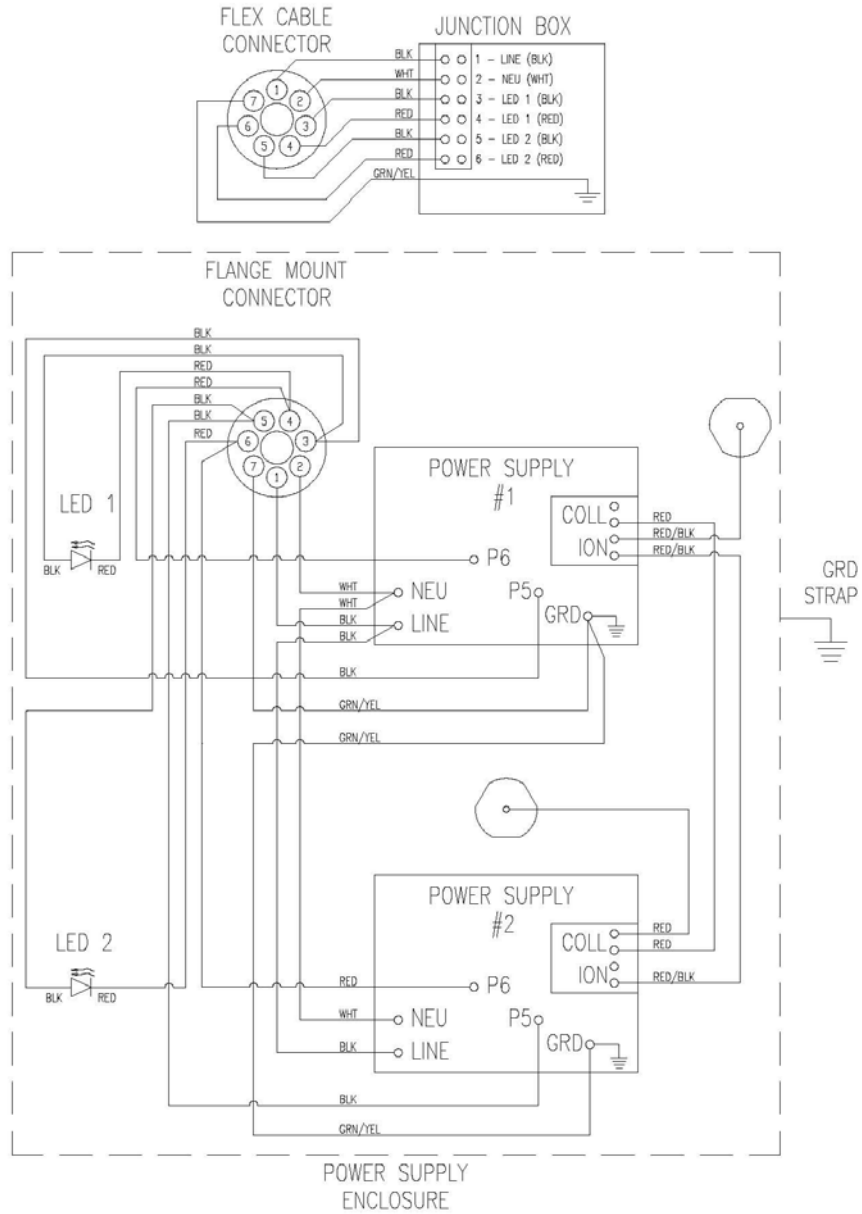 FLEX CABLE
CONNECTOR
JUNCTION BOX
BLK
WHT
BLK
RED
BLK
RED
GRN/YEL
1 - LINE (BLK)
2 - NEU (WHT)
3 - LED 1 (BLK)
4 - LED 1 (RED)
5 - LED 2 (BLK)
6 - LED 2 (RED)
1
2
3
4
5
6
7
FLANGE MOUNT
CONNECTOR
BLK
BLK
RED
RED
BLK
BLK
RED
5
4
6
3
7
2
1
LED 1
BLK
RED
POWER SUPPLY
#1
COLL
ION
RED
RED/BLK
RED/BLK
P6
NEU
LINE
P5
GRD
WHT
WHT
BLK
BLK
BLK
GRN/YEL
GRN/YEL
GRD
STRAP
LED 2
BLK
RED
POWER SUPPLY
#2
COLL
ION
RED
RED
RED/BLK
P6
NEU
LINE
P5
GRD
RED
WHT
BLK
BLK
GRN/YEL
POWER SUPPLY
ENCLOSURE